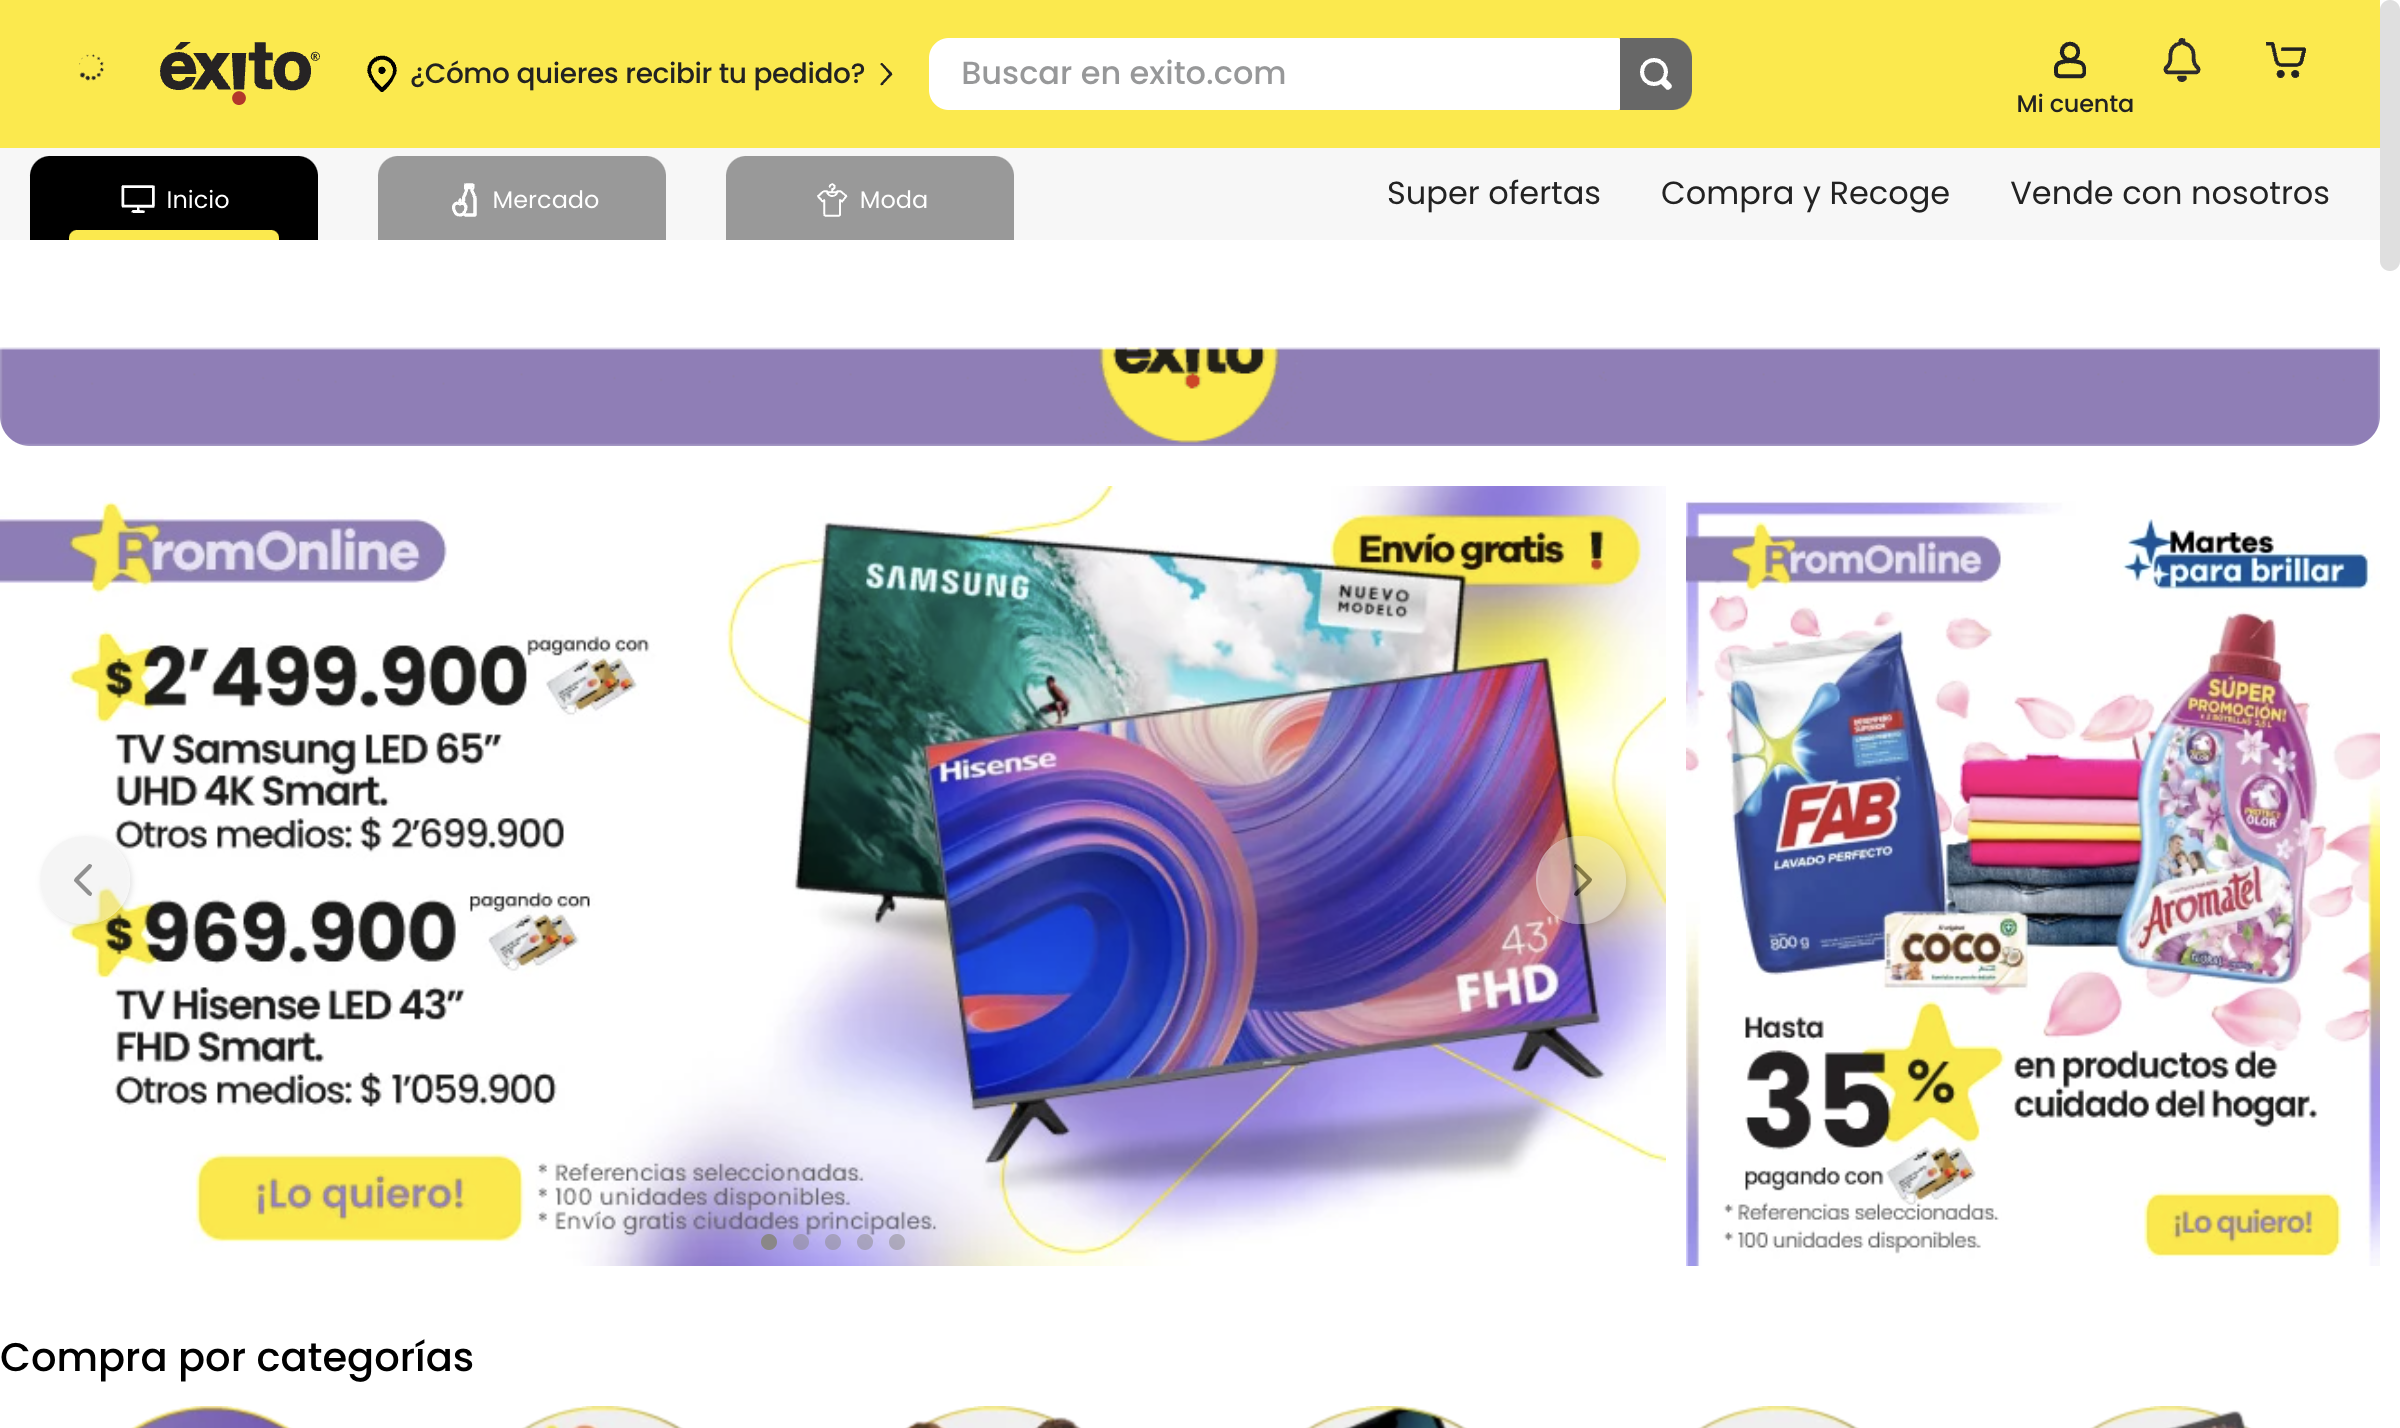 éxito®
¿Cómo quieres recibir tu pedido?
Buscar en exito.com
Mi cuenta
Inicio
Mercado
Moda
Super ofertas
Compra y Recoge
Vende con nosotros
éxito
PromOnline
$2'499.900
pagando con
TV Samsung LED 65”
UHD 4K Smart.
Otros medios: $ 2’699.900
$969.900
pagando con
TV Hisense LED 43”
FHD Smart.
Otros medios: $ 1’059.900
¡Lo quiero!
* Referencias seleccionadas.
* 100 unidades disponibles.
* Envío gratis ciudades principales.
Envío gratis !
SAMSUNG
NUEVO
MODELO
Hisense
43"
FHD
PromOnline
Martes
para brillar
SÚPER
PROMOCIÓN!
FAB
LAVADO PERFECTO
800 g
COCO
Aromatel
Hasta
35%
en productos de
cuidado del hogar.
pagando con
* Referencias seleccionadas.
* 100 unidades disponibles.
¡Lo quiero!
Compra por categorías